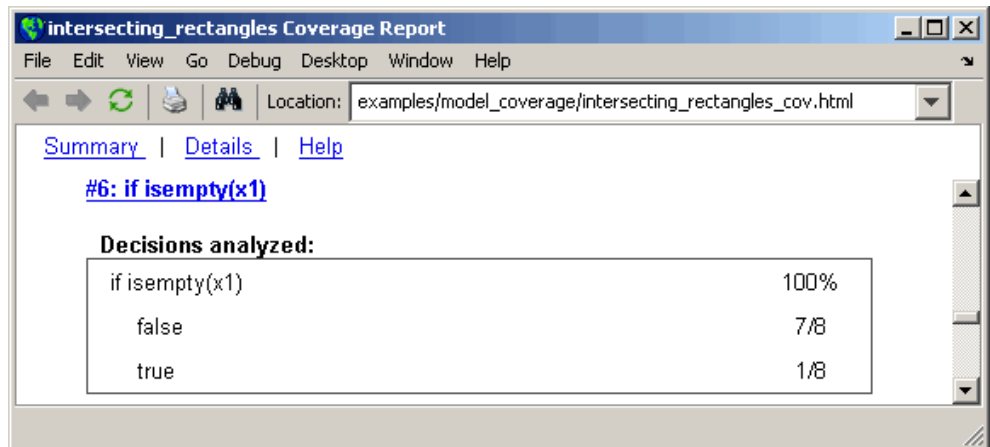 intersecting_rectangles Coverage Report
File Edit View Go Debug Desktop Window Help
Location: examples/model_coverage/intersecting_rectangles_cov.html
Summary | Details | Help
#6: if isempty(x1)
Decisions analyzed:
if isempty(x1) 100%
false 7/8
true 1/8